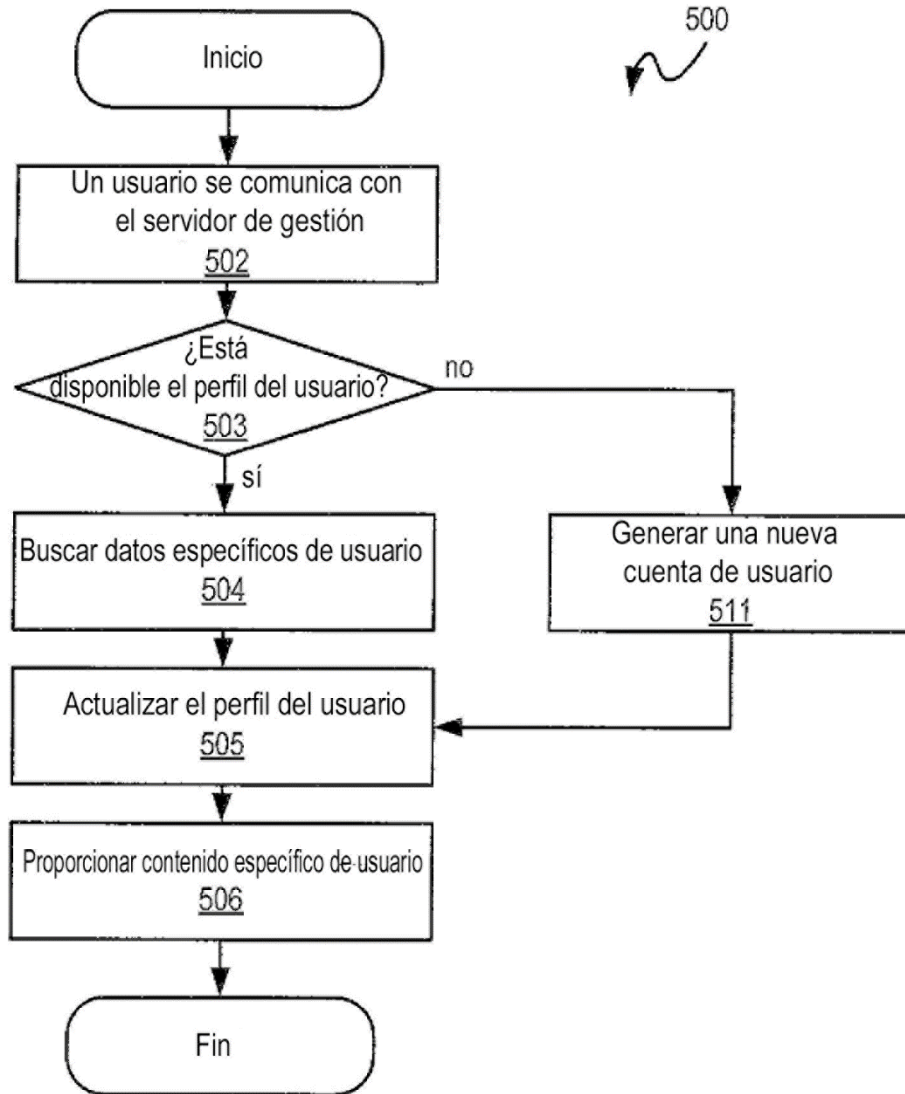 Inicio
500
Un usuario se comunica con
el servidor de gestión
502
¿Está
disponible el perfil del usuario?
503
no
sí
Buscar datos específicos de usuario
504
Generar una nueva
cuenta de usuario
511
Actualizar el perfil del usuario
505
Proporcionar contenido específico de usuario
506
Fin